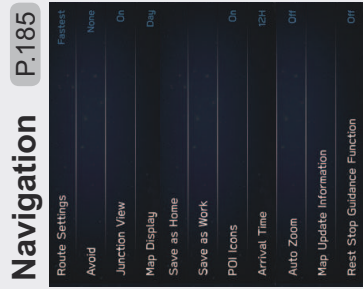 Navigation P.185
Route Settings Fastest
Avoid None
Junction View On
Map Display Day
Save as Home
Save as Work
POI Icons On
Arrival Time 12H
Auto Zoom Off
Map Update Information
Rest Stop Guidance Function Off